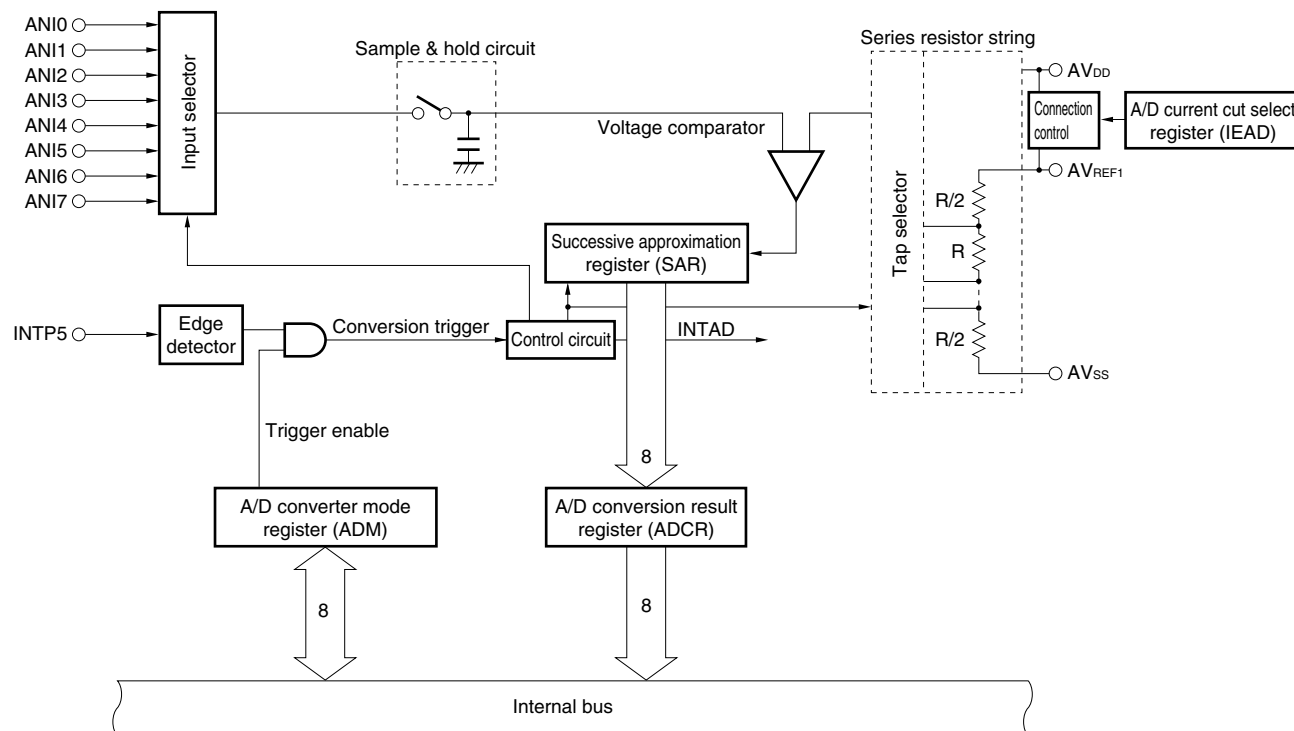 ANI0
ANI1
ANI2
ANI3
ANI4
ANI5
ANI6
ANI7
Input selector
Sample & hold circuit
Voltage comparator
Series resistor string
Tap selector
AVDD
Connection
control
A/D current cut select
register (IEAD)
AVREF1
R/2
R
R/2
AVSS
Successive approximation
register (SAR)
INTP5
Edge
detector
Conversion trigger
Control circuit
INTAD
Trigger enable
8
A/D converter mode
register (ADM)
A/D conversion result
register (ADCR)
8
8
Internal bus